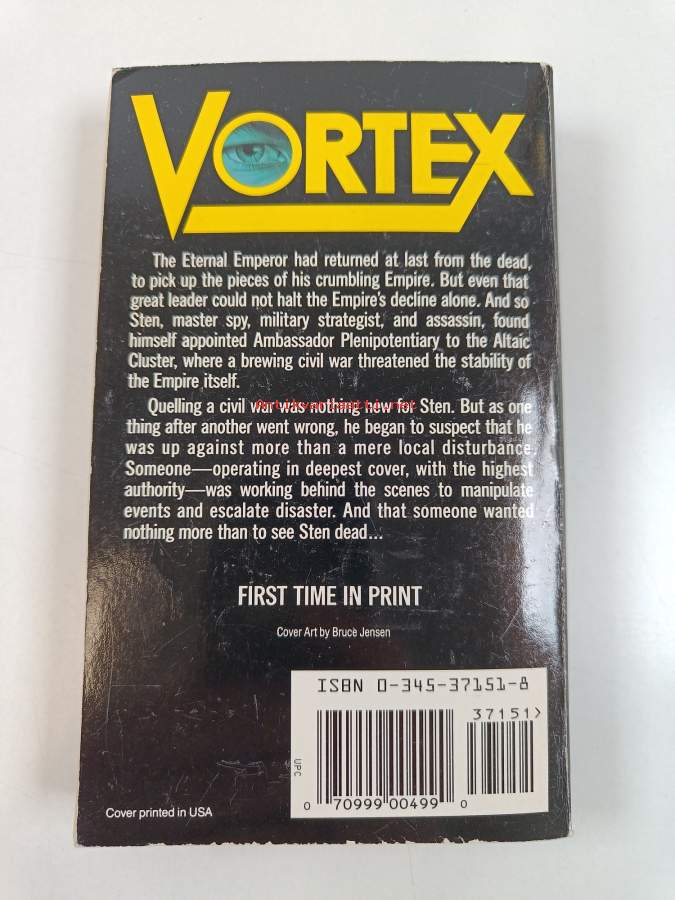 VORTEX
The Eternal Emperor had returned at last from the dead,
to pick up the pieces of his crumbling Empire. But even that
great leader could not halt the Empire's decline alone. And so
Sten, master spy, military strategist, and assassin, found
himself appointed Ambassador Plenipotentiary to the Altaic
Cluster, where a brewing civil war threatened the stability of
the Empire itself.
Quelling a civil war was nothing new for Sten. But as one
thing after another went wrong, he began to suspect that he
was up against more than a mere local disturbance.
Someone—operating in deepest cover, with the highest
authority—was working behind the scenes to manipulate
events and escalate disaster. And that someone wanted
nothing more than to see Sten dead...
FIRST TIME IN PRINT
Cover Art by Bruce Jensen
ISBN 0-345-37151-8
37151>
UPC
0 70999 00499 0
Cover printed in USA